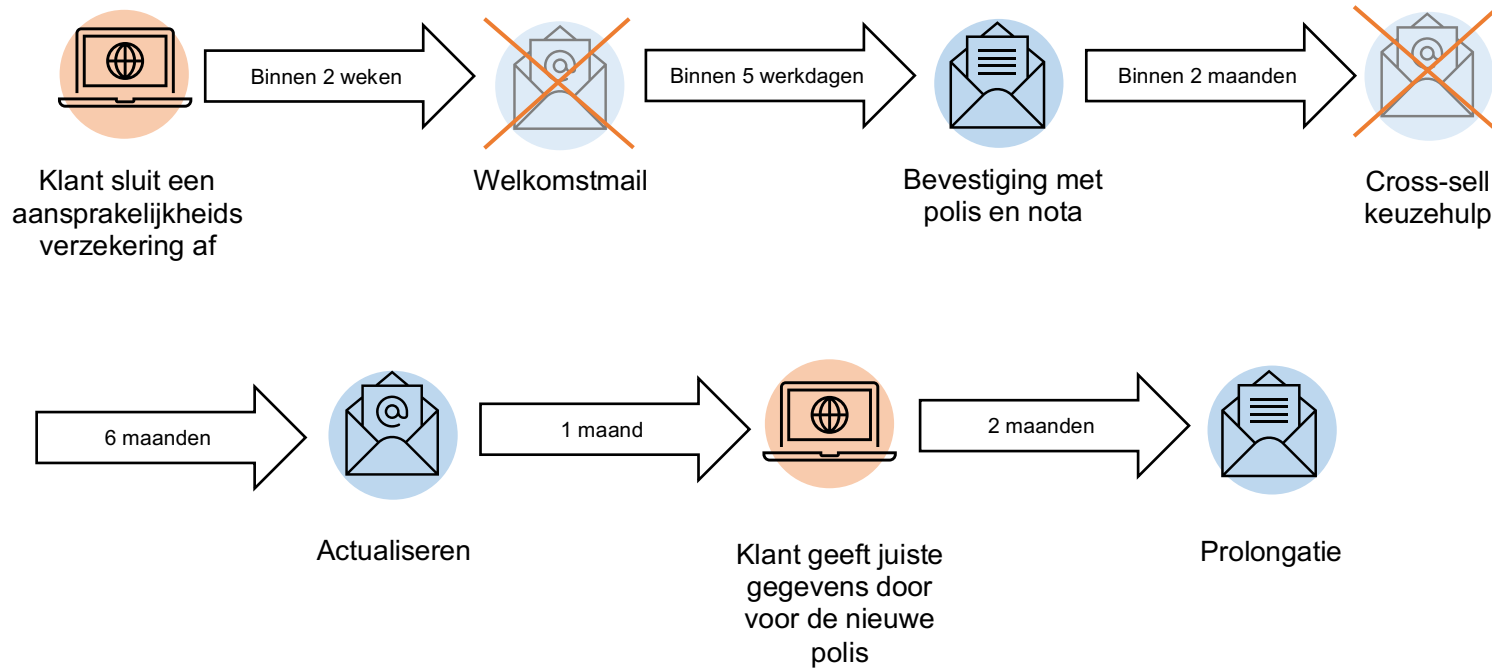 Binnen 2 weken
Binnen 5 werkdagen
Binnen 2 maanden
Klant sluit een
aansprakelijkheids
verzekering af
Welkomstmail
Bevestiging met
polis en nota
Cross-sell
keuzehulp
6 maanden
1 maand
2 maanden
Actualiseren
Klant geeft juiste
gegevens door
voor de nieuwe
polis
Prolongatie